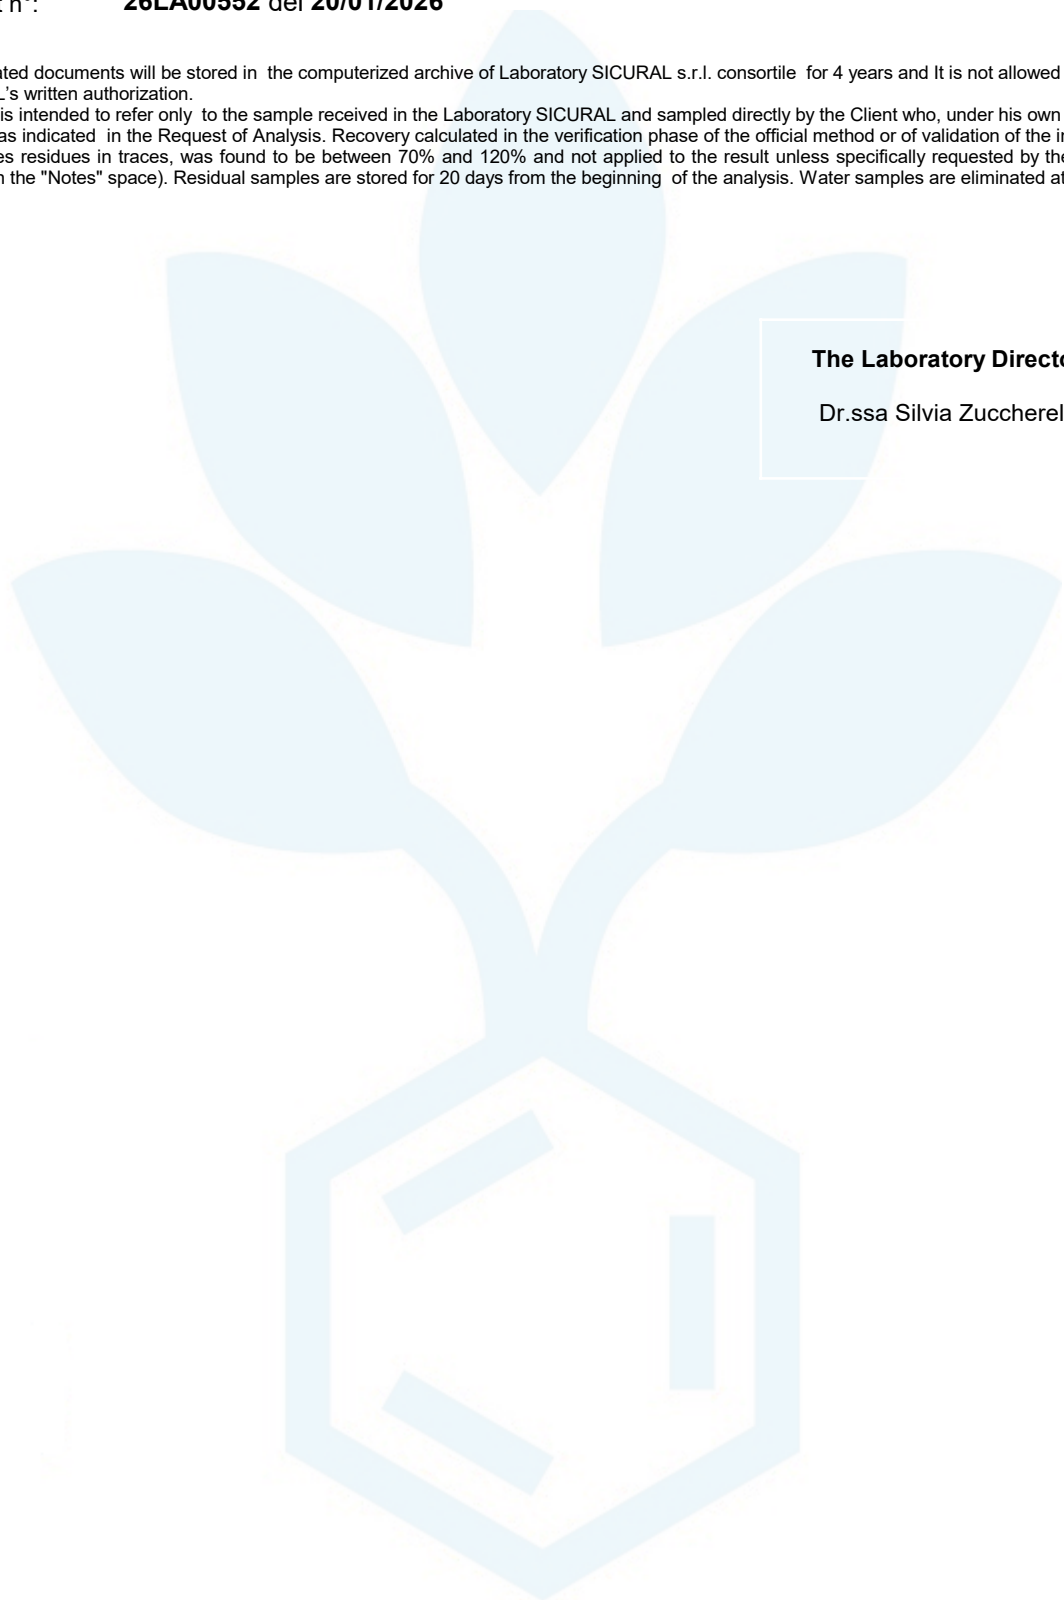 t n°: 26LA00552 del 20/01/2026
ated documents will be stored in the computerized archive of Laboratory SICURAL s.r.l. consortile for 4 years and It is not allowed
L's written authorization.
is intended to refer only to the sample received in the Laboratory SICURAL and sampled directly by the Client who, under his own
as indicated in the Request of Analysis. Recovery calculated in the verification phase of the official method or of validation of the i
es residues in traces, was found to be between 70% and 120% and not applied to the result unless specifically requested by the
n the "Notes" space). Residual samples are stored for 20 days from the beginning of the analysis. Water samples are eliminated at
The Laboratory Directo
Dr.ssa Silvia Zuccherel